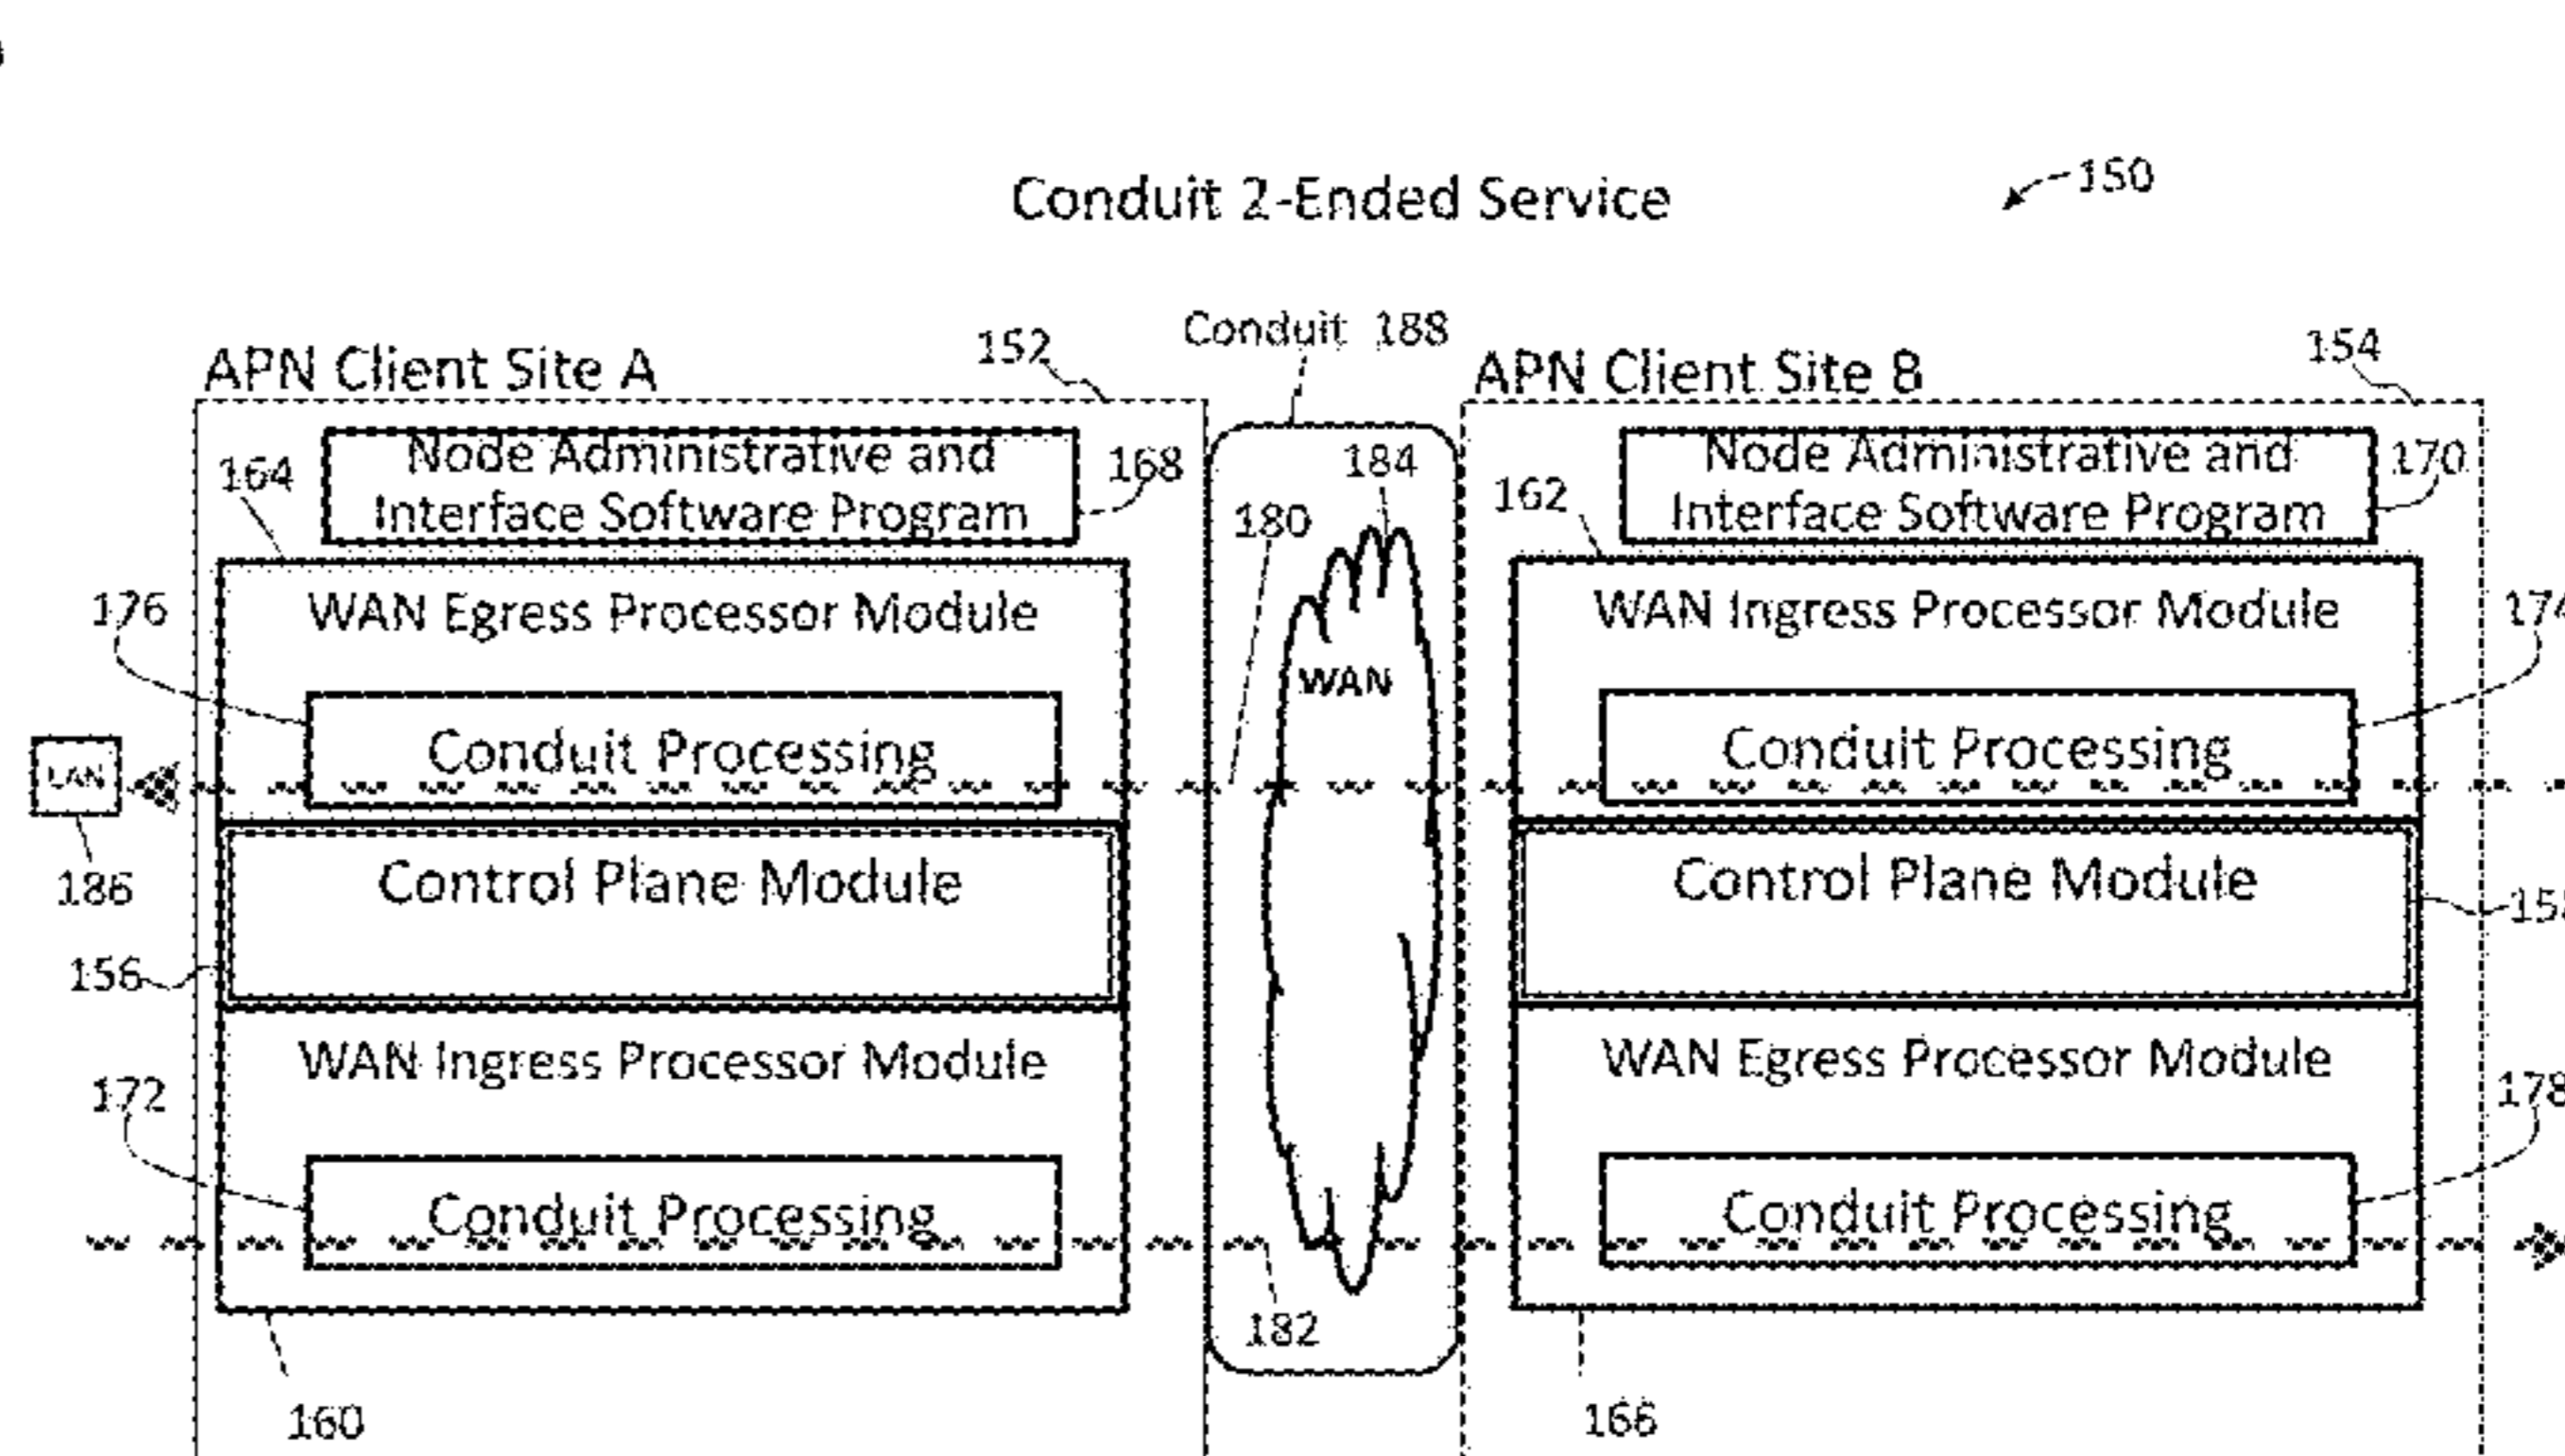 Conduit 2-Ended Service
150
Conduit 188
152
154
APN Client Site A
APN Client Site B
Node Administrative and
Interface Software Program
168
164
184
180
Node Administrative and
Interface Software Program
170
162
WAN Egress Processor Module
176
WAN
WAN Ingress Processor Module
Conduit Processing
Conduit Processing
LAN
186
Control Plane Module
Control Plane Module
156
WAN Ingress Processor Module
WAN Egress Processor Module
172
178
Conduit Processing
Conduit Processing
182
160
166